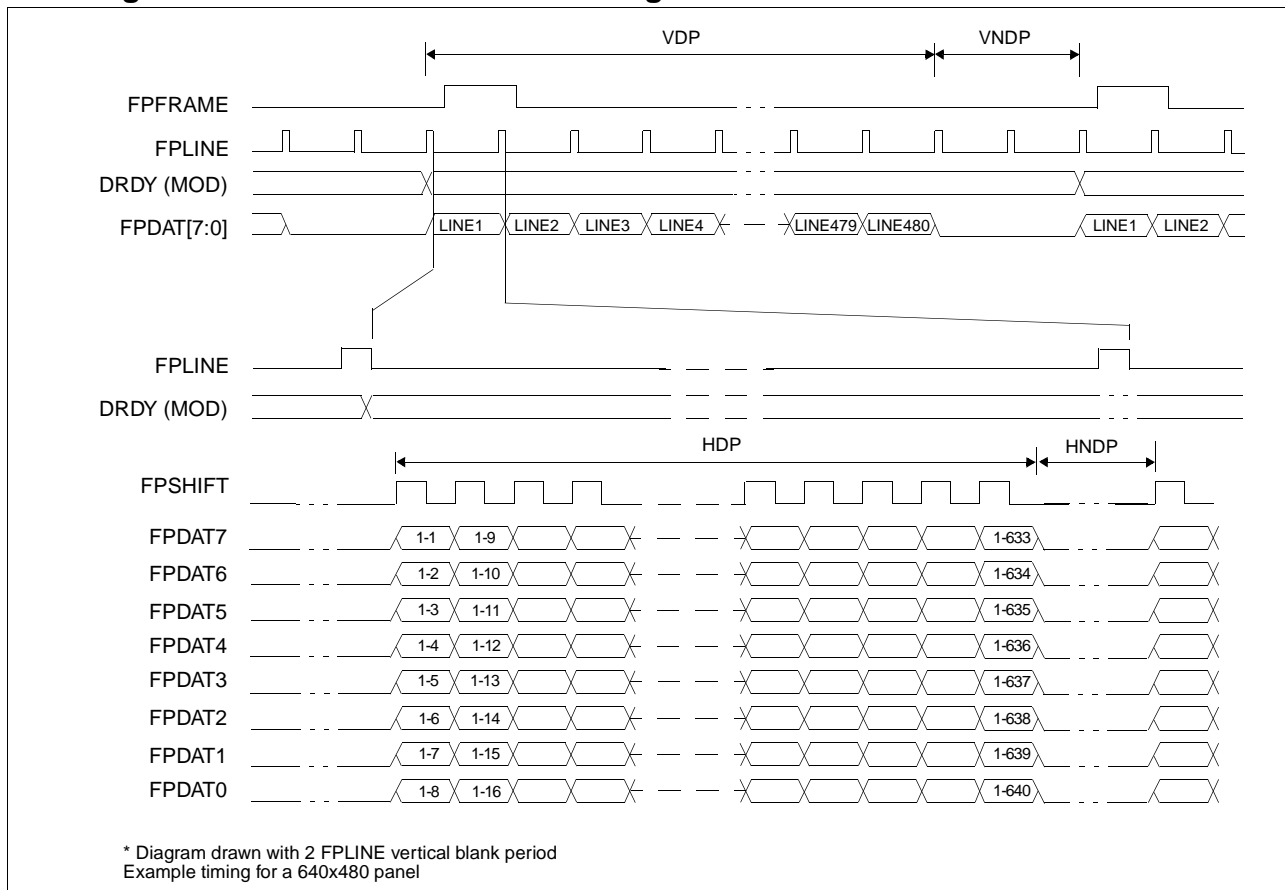 VDP VNDP
FPFRAME
FPLINE
DRDY (MOD)
FPDAT[7:0] LINE1 LINE2 LINE3 LINE4 LINE479 LINE480 LINE1 LINE2
FPLINE
DRDY (MOD)
HDP HNDP
FPSHIFT
FPDAT7 1-1 1-9 1-633
FPDAT6 1-2 1-10 1-634
FPDAT5 1-3 1-11 1-635
FPDAT4 1-4 1-12 1-636
FPDAT3 1-5 1-13 1-637
FPDAT2 1-6 1-14 1-638
FPDAT1 1-7 1-15 1-639
FPDAT0 1-8 1-16 1-640
* Diagram drawn with 2 FPLINE vertical blank period
Example timing for a 640x480 panel